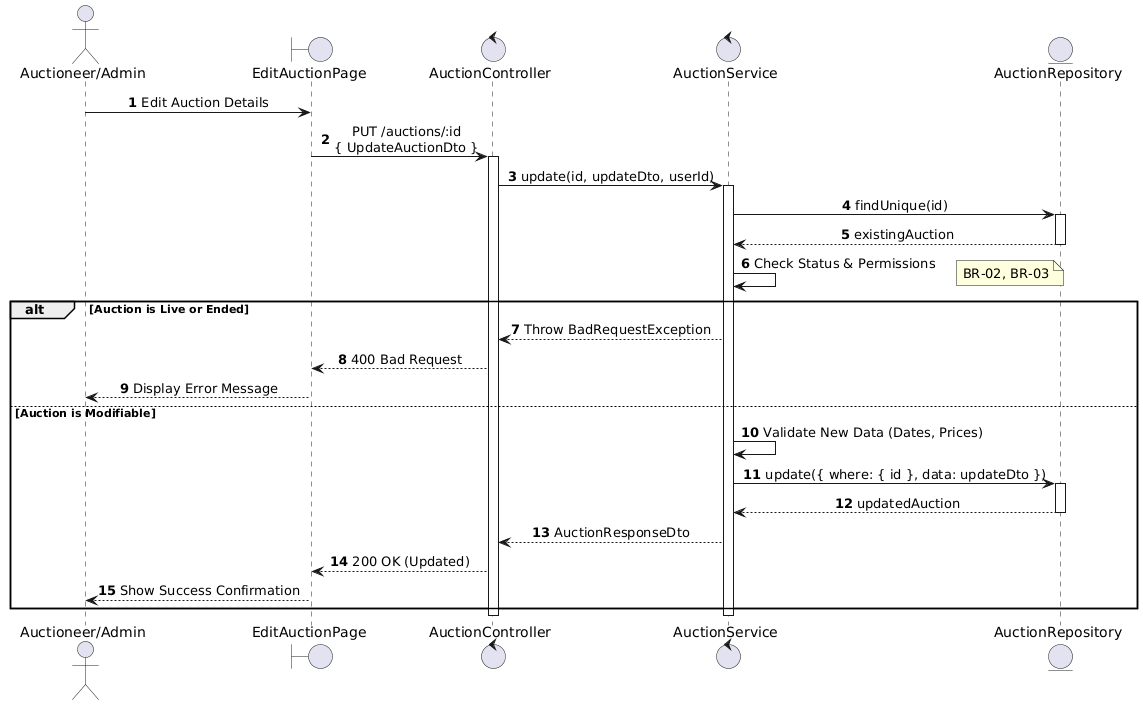 Auctioneer/Admin
EditAuctionPage
AuctionController
AuctionService
AuctionRepository
1 Edit Auction Details
2 PUT /auctions/:id
{ UpdateAuctionDto }
3 update(id, updateDto, userId)
4 findUnique(id)
5 existingAuction
6 Check Status & Permissions
BR-02, BR-03
alt [Auction is Live or Ended]
7 Throw BadRequestException
8 400 Bad Request
9 Display Error Message
[Auction is Modifiable]
10 Validate New Data (Dates, Prices)
11 update({ where: { id }, data: updateDto })
12 updatedAuction
13 AuctionResponseDto
14 200 OK (Updated)
15 Show Success Confirmation
Auctioneer/Admin
EditAuctionPage
AuctionController
AuctionService
AuctionRepository